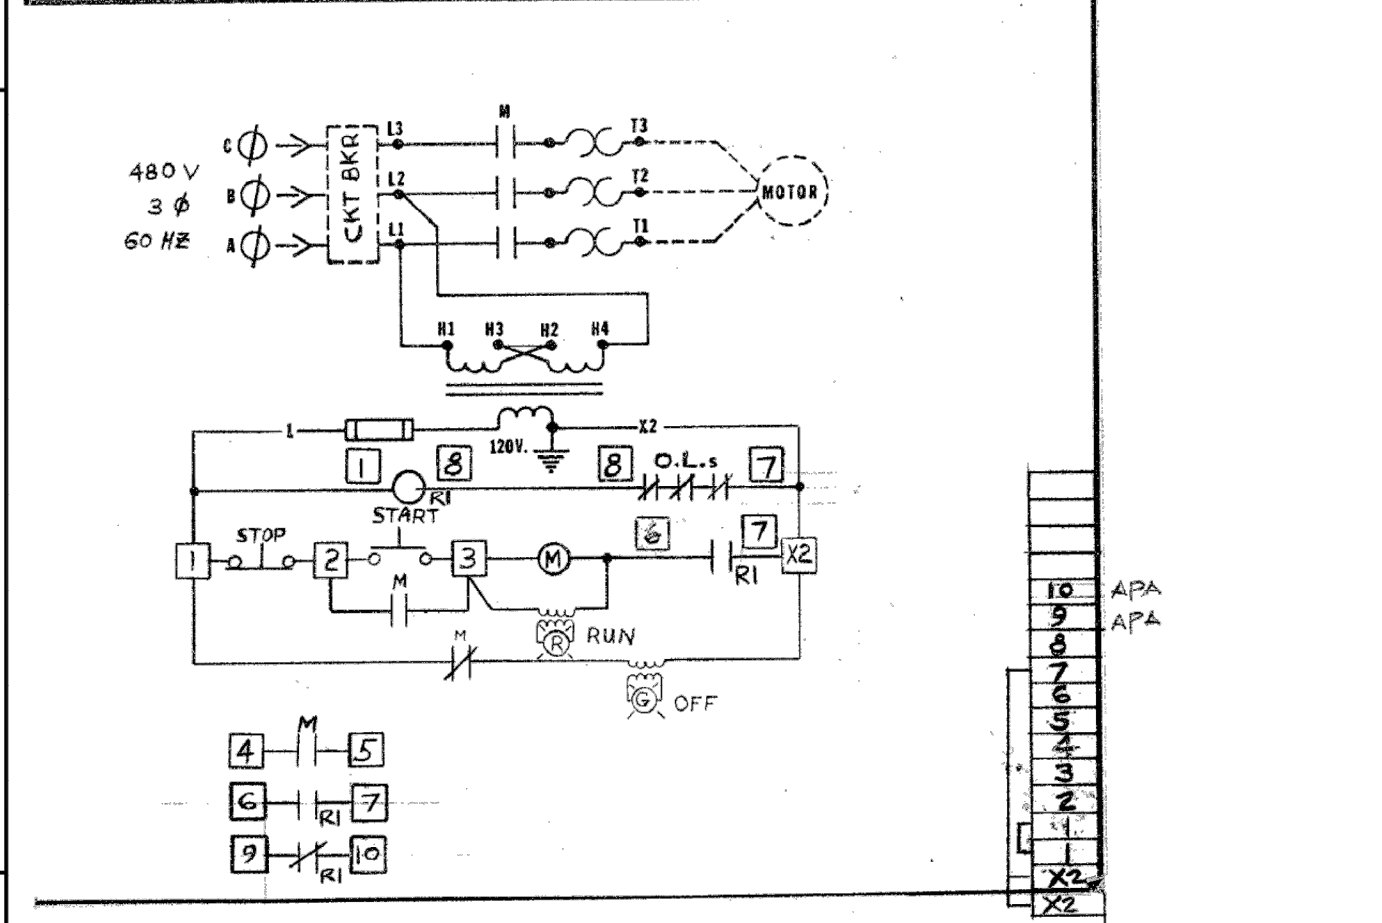 M
C L3 T3
480 V
CKT BKR
B L2 T2 MOTOR
3 ϕ
60 HZ A L1 T1
H1 H3 H2 H4
1 X2
120V.
1 8 8 O.L.s 7
R1
START
STOP 6 7
1 2 3 M X2
R1
M
M R RUN
G OFF
M
4 5
6 7
R1
9 10
R1
10 APA
9 APA
8
7
6
5
4
3
2
1
1
X2
X2